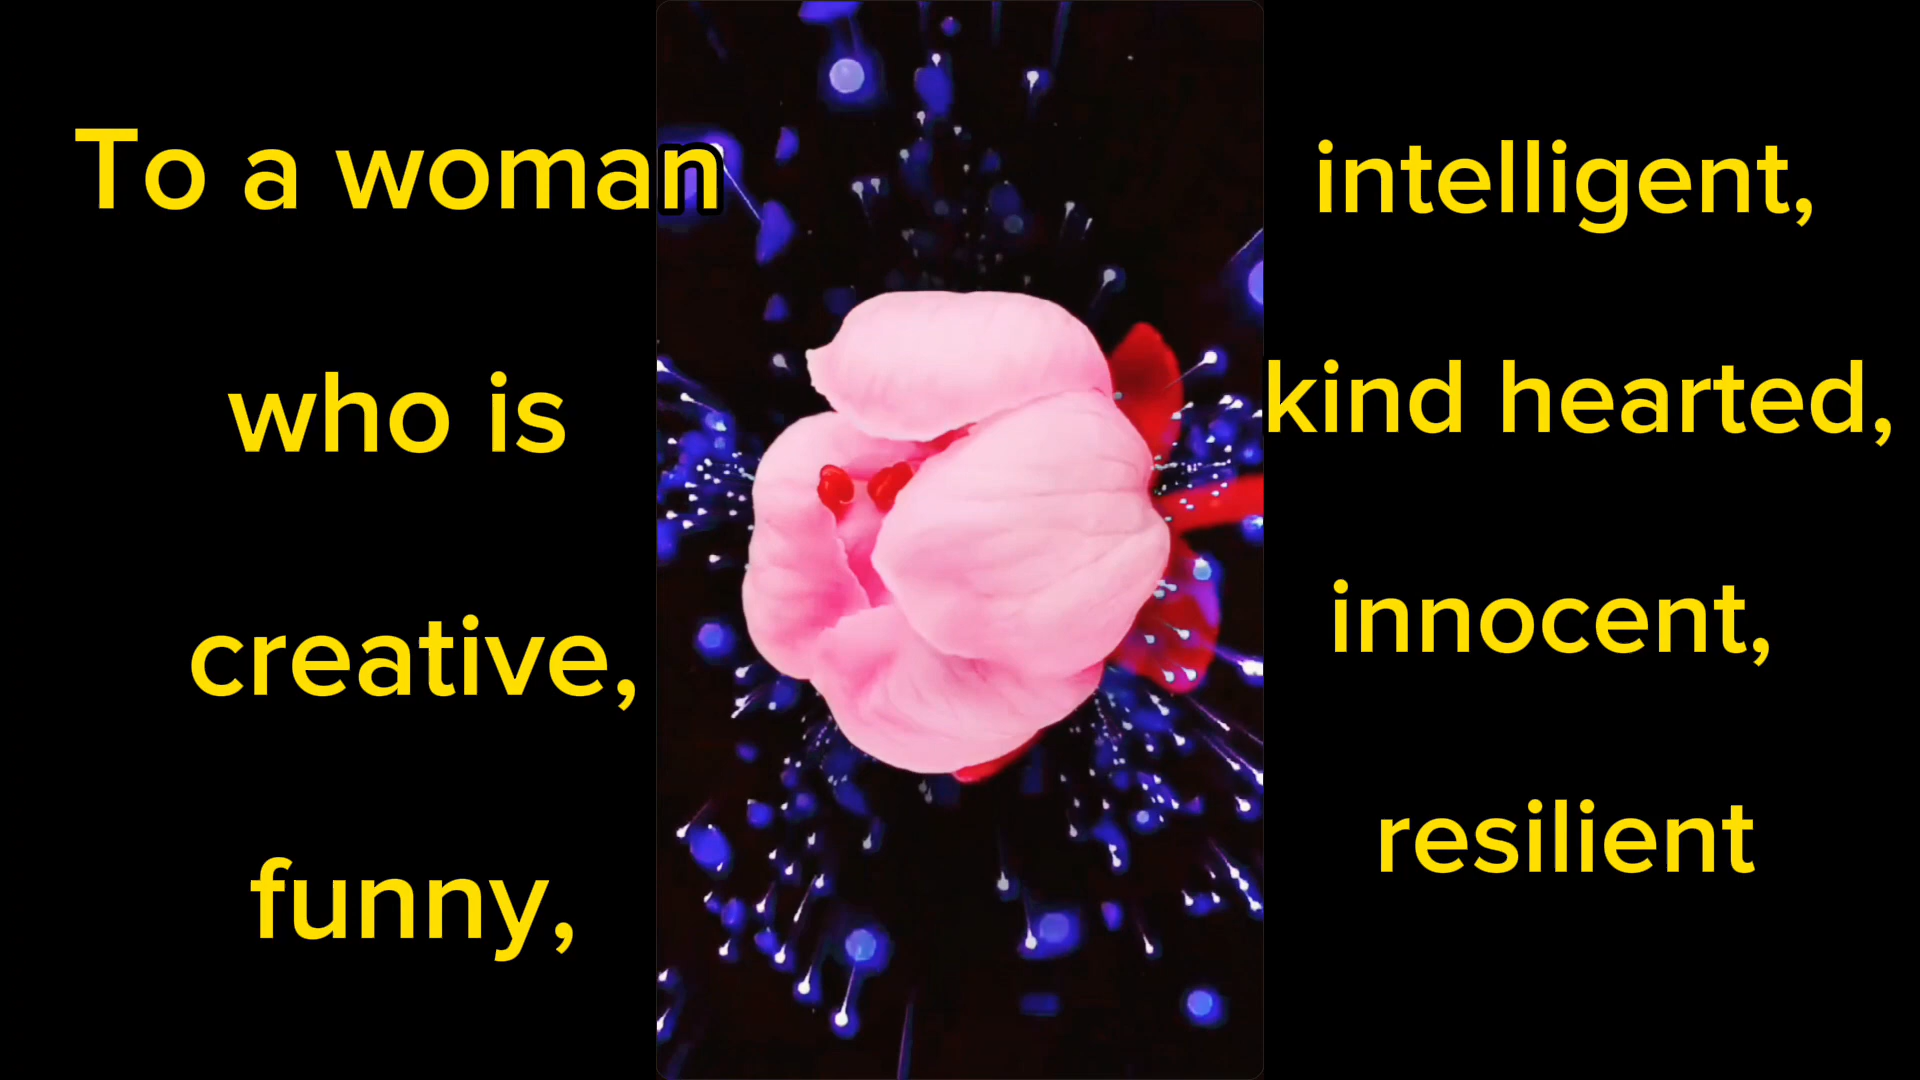 To a woman
who is
creative,
funny,
intelligent,
kind hearted,
innocent,
resilient